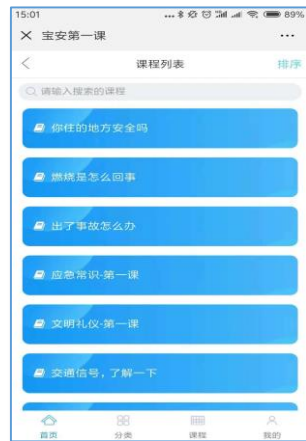 15:01
89%
宝安第一课
课程列表
排序
请输入搜索的课程
你住的地方安全吗
燃烧是怎么回事
出了事故怎么办
应急常识-第一课
文明礼仪-第一课
交通信号，了解一下
首页 分类 课程 我的